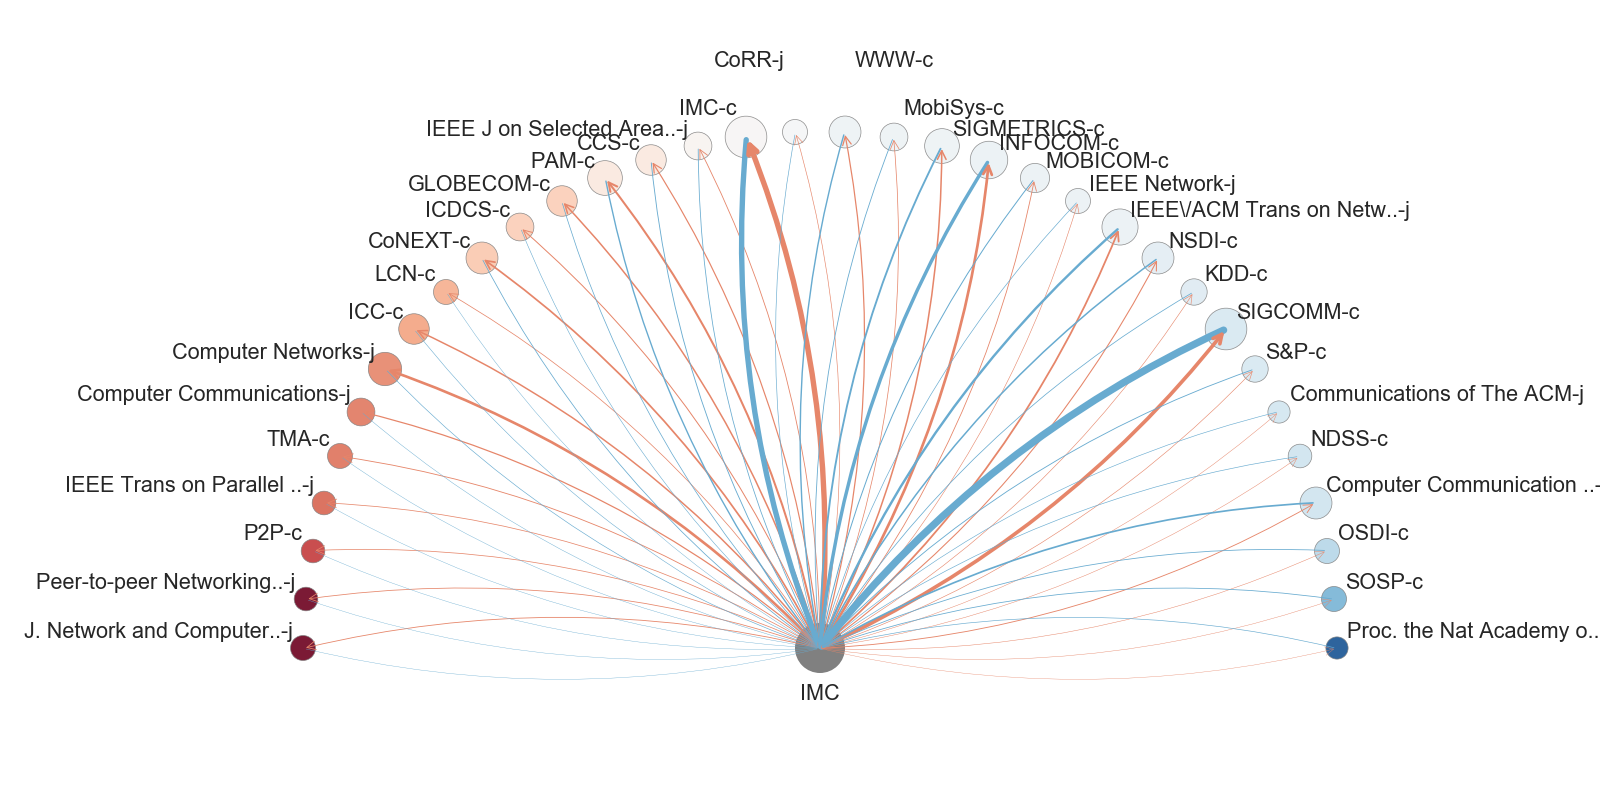 CoRR-j
WWW-c
IMC-c
MobiSys-c
IEEE J on Selected Area..-j
SIGMETRICS-c
CCS-c
INFOCOM-c
PAM-c
MOBICOM-c
GLOBECOM-c
IEEE Network-j
ICDCS-c
IEEE\/ACM Trans on Netw..-j
CoNEXT-c
NSDI-c
LCN-c
KDD-c
ICC-c
SIGCOMM-c
Computer Networks-j
S&P-c
Computer Communications-j
Communications of The ACM-j
TMA-c
NDSS-c
IEEE Trans on Parallel ..-j
Computer Communication ..-
P2P-c
OSDI-c
Peer-to-peer Networking..-j
SOSP-c
J. Network and Computer..-j
Proc. the Nat Academy o..
IMC